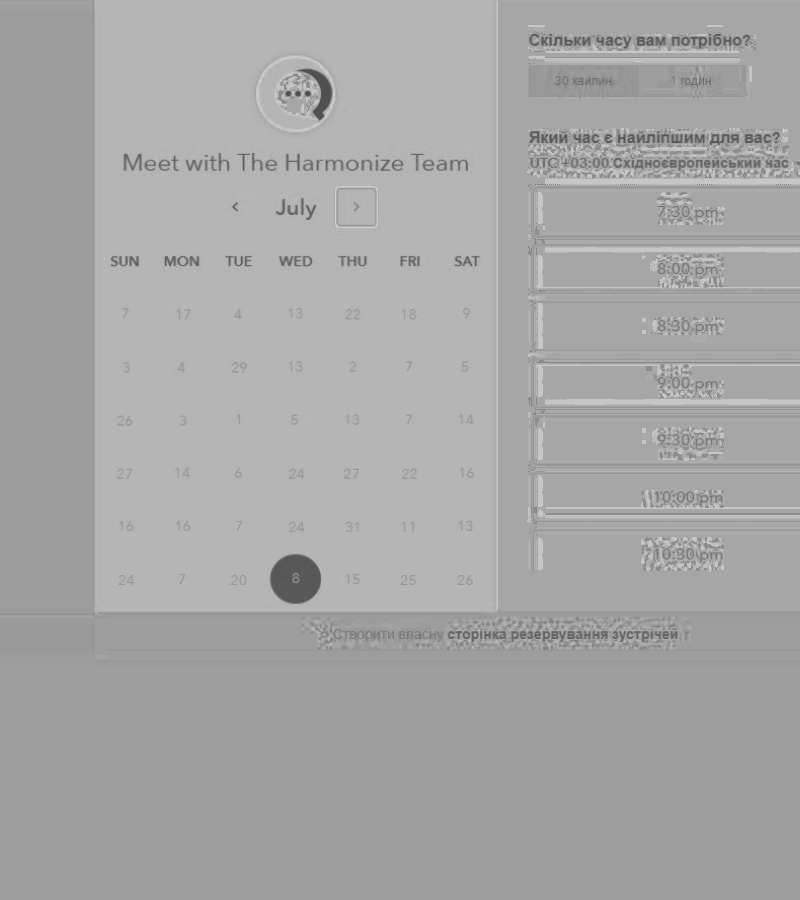 Meet with The Harmonize Team
July
SUN MON TUE WED THU FRI SAT
7 17 4 13 22 18 9
3 4 29 13 2 7 5
26 3 1 5 13 7 14
27 14 6 24 27 22 16
16 16 7 24 31 11 13
24 7 20 8 15 25 26
Скільки часу вам потрібно?
30 хвилин 1 годин
Який час є найліпшим для вас?
UTC +03:00 Східноєвропейський час
7:30 pm
8:00 pm
8:30 pm
9:00 pm
9:30 pm
10:00 pm
10:30 pm
Створити власну сторінка резервування зустрічей